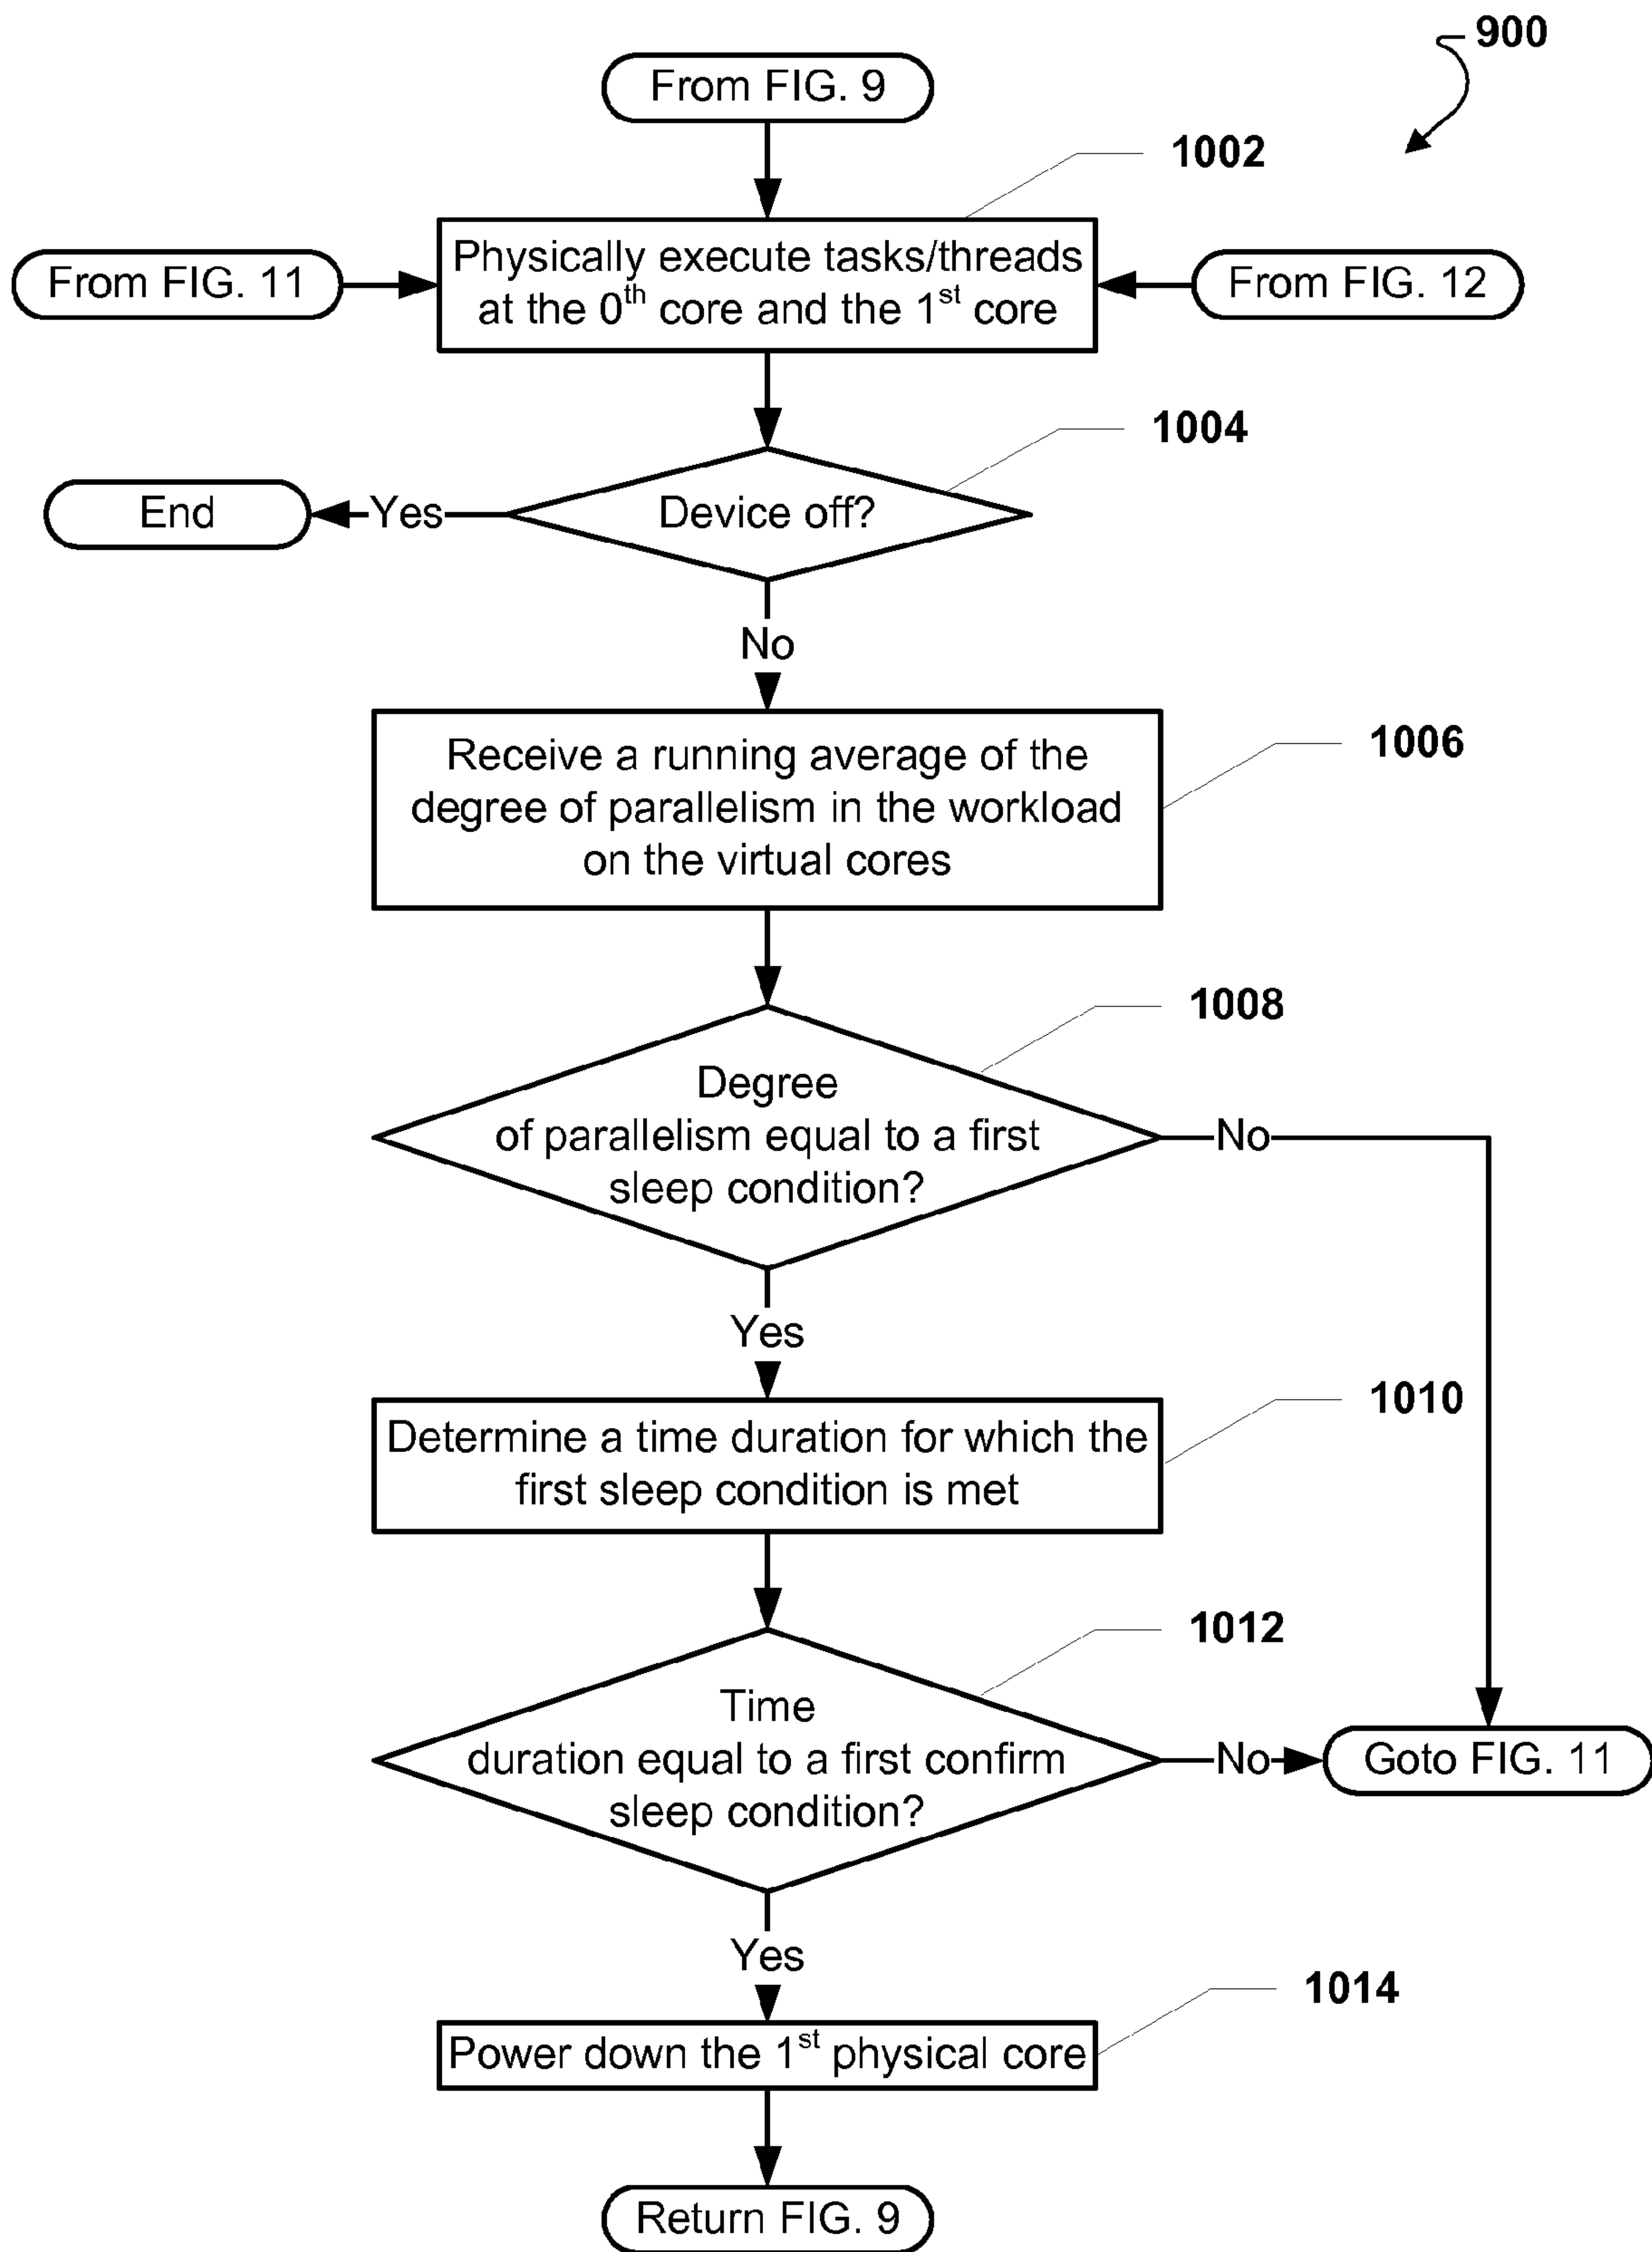 900
From FIG. 9
1002
Physically execute tasks/threads
at the 0th core and the 1st core
From FIG. 11
From FIG. 12
1004
Device off?
Yes
End
No
1006
Receive a running average of the
degree of parallelism in the workload
on the virtual cores
1008
Degree
of parallelism equal to a first
sleep condition?
No
Yes
1010
Determine a time duration for which the
first sleep condition is met
1012
Time
duration equal to a first confirm
sleep condition?
No
Goto FIG. 11
Yes
1014
Power down the 1st physical core
Return FIG. 9